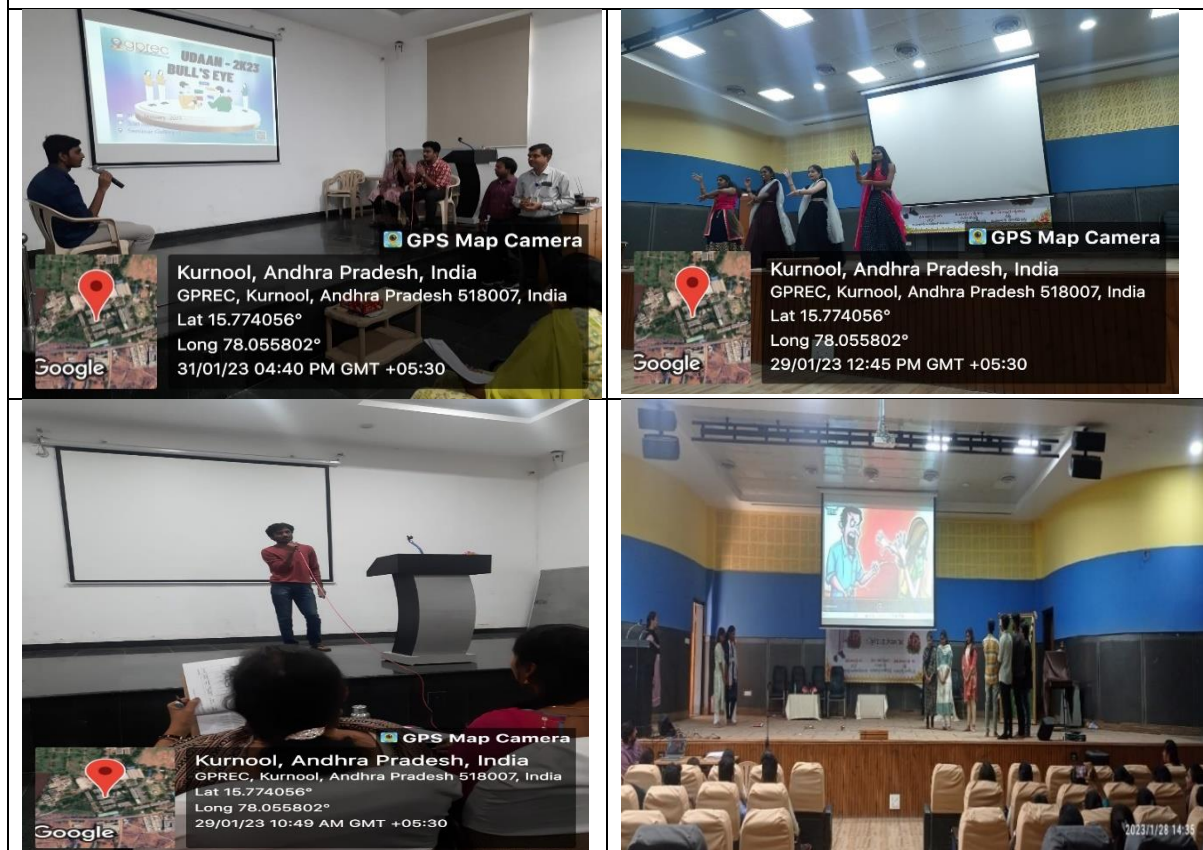 gprec
UDAAN - 2K23
BULL'S EYE
GPS Map Camera
Google
Kurnool, Andhra Pradesh, India
GPREC, Kurnool, Andhra Pradesh 518007, India
Lat 15.774056°
Long 78.055802°
31/01/23 04:40 PM GMT +05:30
GPS Map Camera
Google
Kurnool, Andhra Pradesh, India
GPREC, Kurnool, Andhra Pradesh 518007, India
Lat 15.774056°
Long 78.055802°
29/01/23 12:45 PM GMT +05:30
GPS Map Camera
Google
Kurnool, Andhra Pradesh, India
GPREC, Kurnool, Andhra Pradesh 518007, India
Lat 15.774056°
Long 78.055802°
29/01/23 10:49 AM GMT +05:30
2023/1/28 14:35